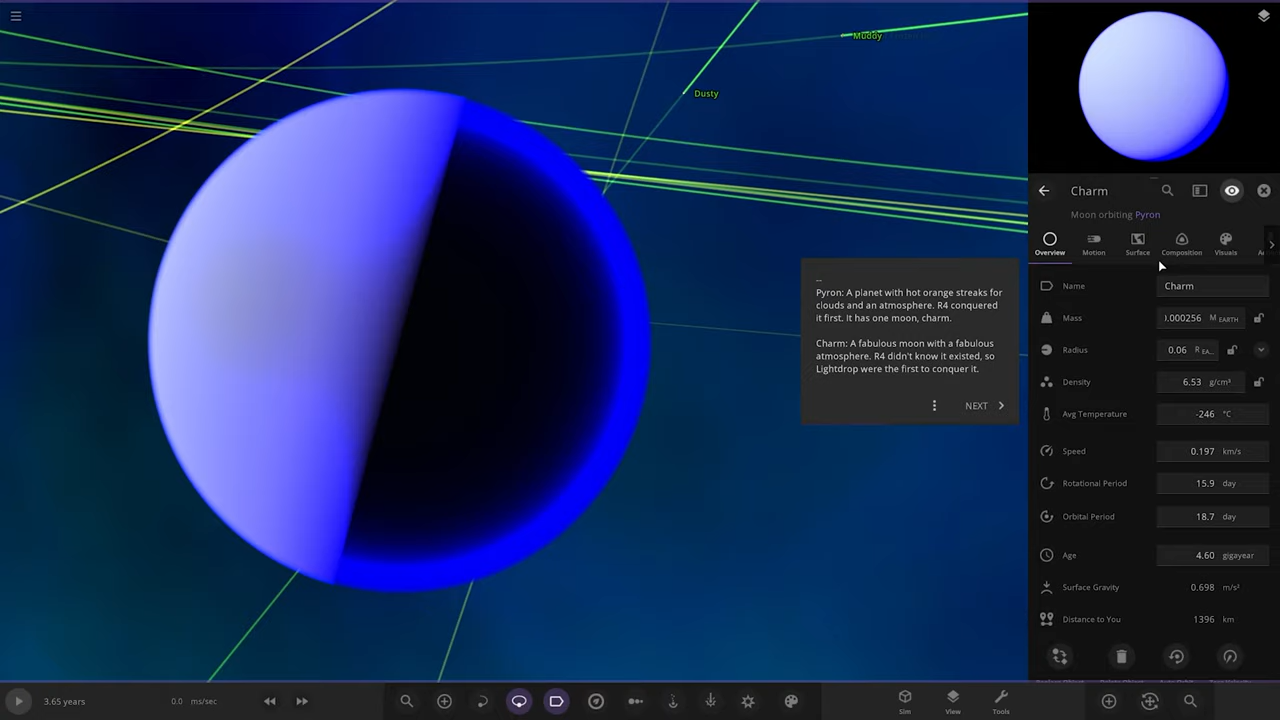 Muddy
Dusty
--
Pyron: A planet with hot orange streaks for
clouds and an atmosphere. R4 conquered
it first. It has one moon, charm.
Charm: A fabulous moon with a fabulous
atmosphere. R4 didn't know it existed, so
Lightdrop were the first to conquer it.
NEXT
Charm
Moon orbiting Pyron
Overview Motion Surface Composition Visuals
Name Charm
Mass 0.000256 M EARTH
Radius 0.06 R EA...
Density 6.53 g/cm³
Avg Temperature -246 °C
Speed 0.197 km/s
Rotational Period 15.9 day
Orbital Period 18.7 day
Age 4.60 gigayear
Surface Gravity 0.698 m/s²
Distance to You 1396 km
3.65 years 0.0 ms/sec
Sim View Tools